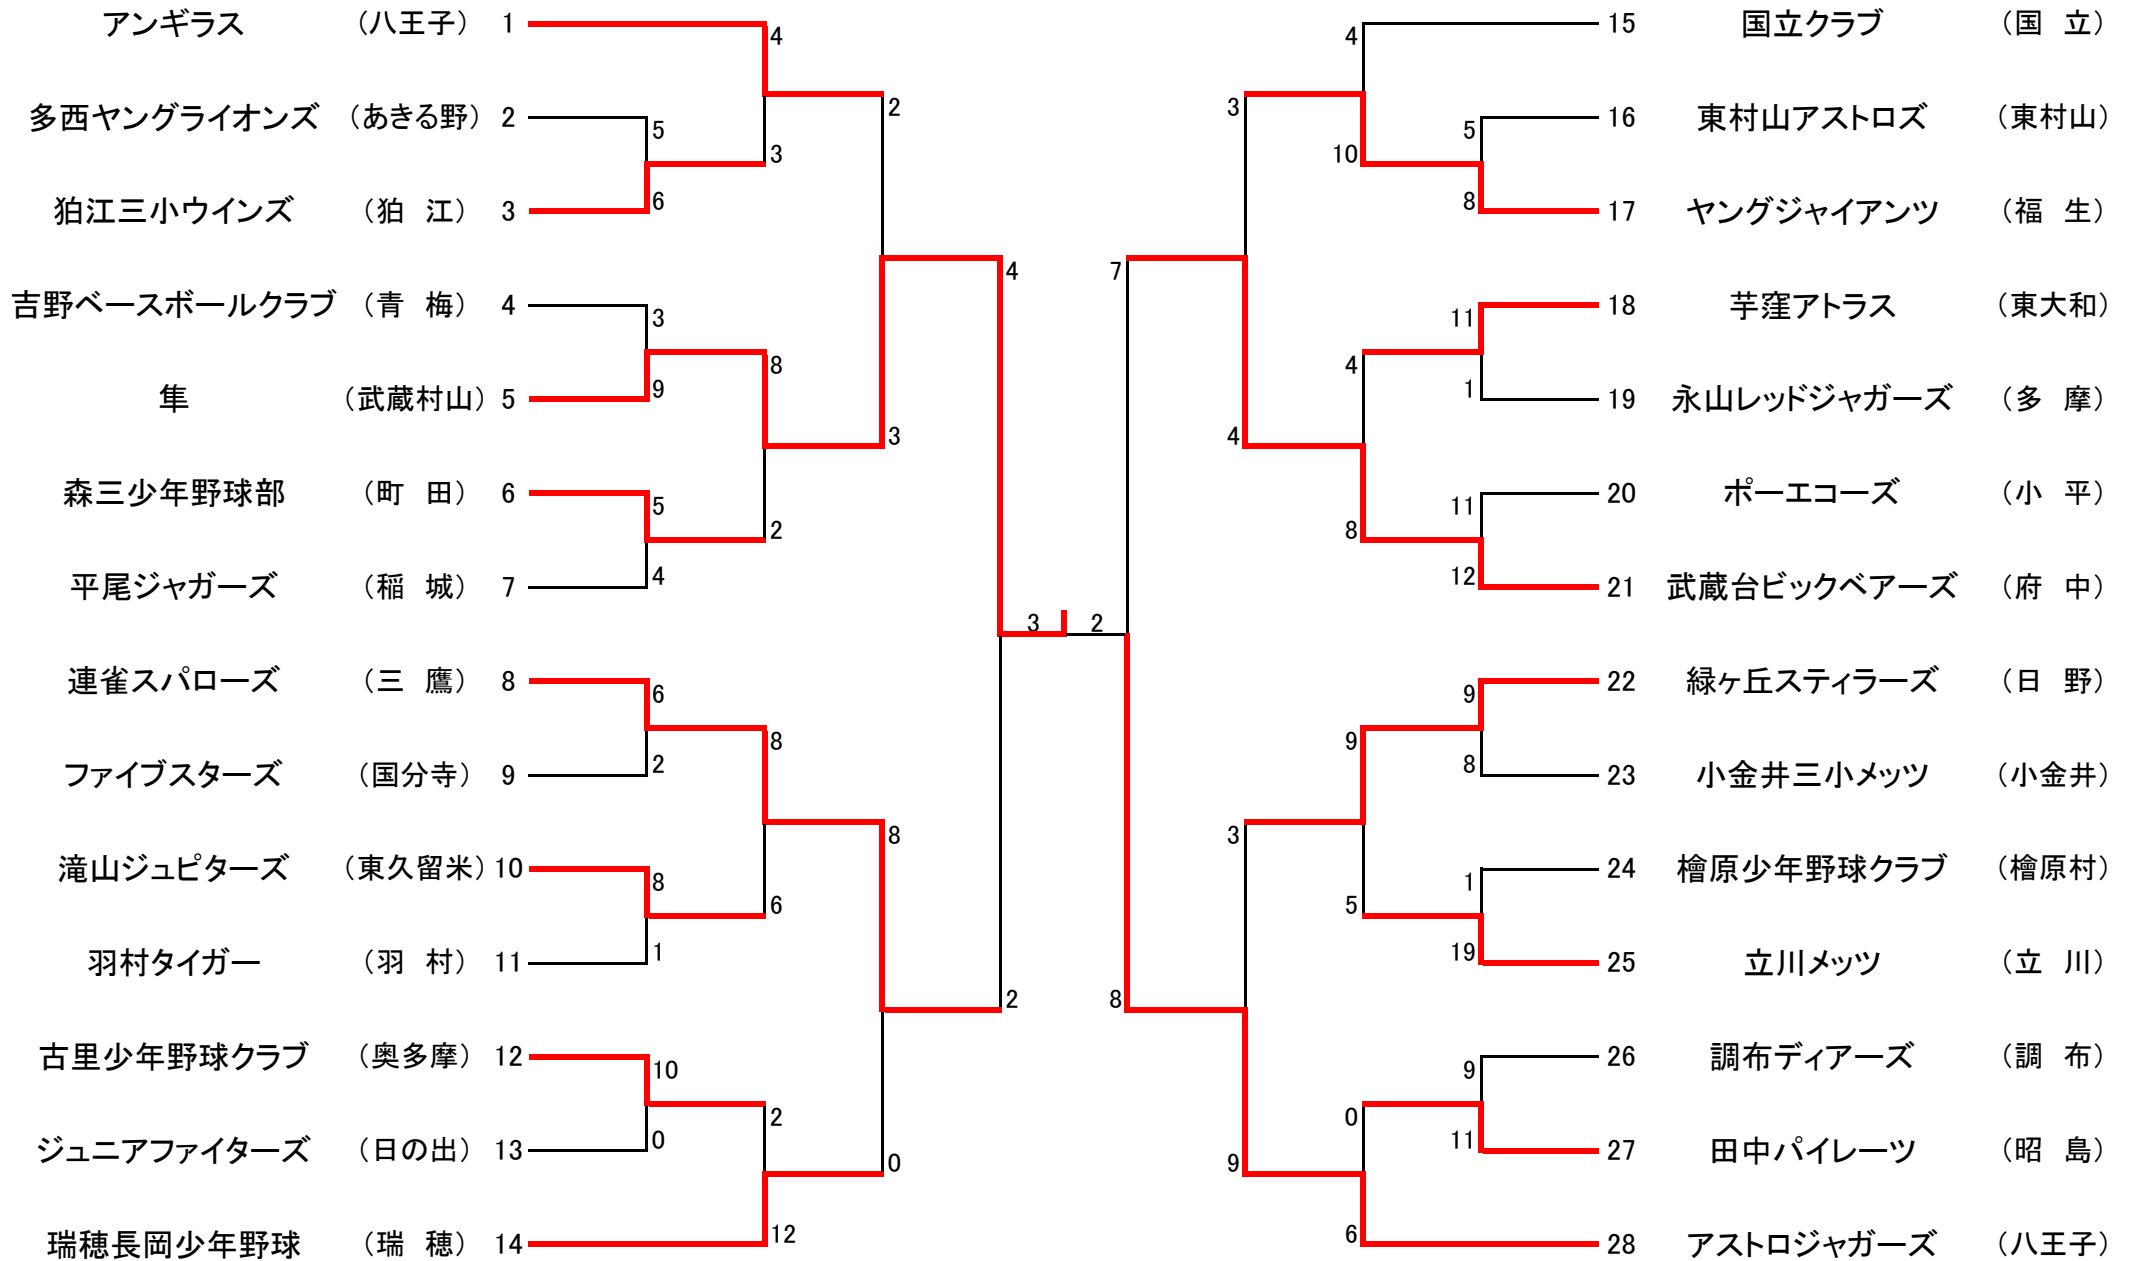 アンギラス （八王子） 1
4
2
多西ヤングライオンズ （あきる野） 2
5
3
狛江三小ウインズ （狛　江） 3
6
4
吉野ベースボールクラブ （青　梅） 4
3
8
隼 （武蔵村山） 5
9
3
森三少年野球部 （町　田） 6
5
2
平尾ジャガーズ （稲　城） 7
4
3
連雀スパローズ （三　鷹） 8
6
8
ファイブスターズ （国分寺） 9
2
8
滝山ジュピターズ （東久留米） 10
8
6
羽村タイガー （羽　村） 11
1
2
古里少年野球クラブ （奥多摩） 12
10
2
ジュニアファイターズ （日の出） 13
0
0
瑞穂長岡少年野球 （瑞　穂） 14
12
15 国立クラブ （国　立）
4
3
16 東村山アストロズ （東村山）
5
10
17 ヤングジャイアンツ （福　生）
8
7
18 芋窪アトラス （東大和）
11
4
19 永山レッドジャガーズ （多　摩）
1
4
20 ポーエコーズ （小　平）
11
8
21 武蔵台ビックベアーズ （府　中）
12
2
22 緑ヶ丘スティラーズ （日　野）
9
9
23 小金井三小メッツ （小金井）
8
3
24 檜原少年野球クラブ （檜原村）
1
5
25 立川メッツ （立　川）
19
8
26 調布ディアーズ （調　布）
9
0
27 田中パイレーツ （昭　島）
11
9
28 アストロジャガーズ （八王子）
6